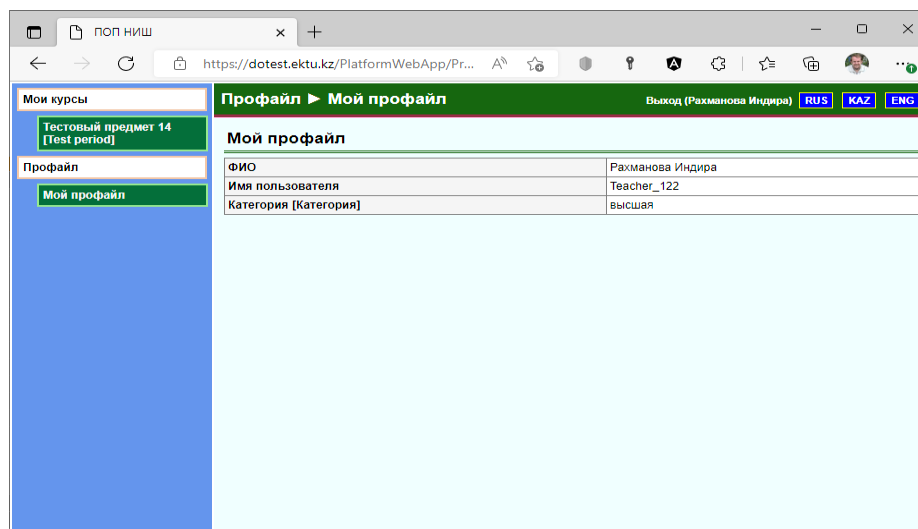 ПОП НИШ
https://dotest.ektu.kz/PlatformWebApp/Pr...
Мои курсы
Тестовый предмет 14
[Test period]
Профайл
Мой профайл
Профайл ► Мой профайл
Выход (Рахманова Индира) RUS KAZ ENG
Мой профайл
ФИО Рахманова Индира
Имя пользователя Teacher_122
Категория [Категория] высшая